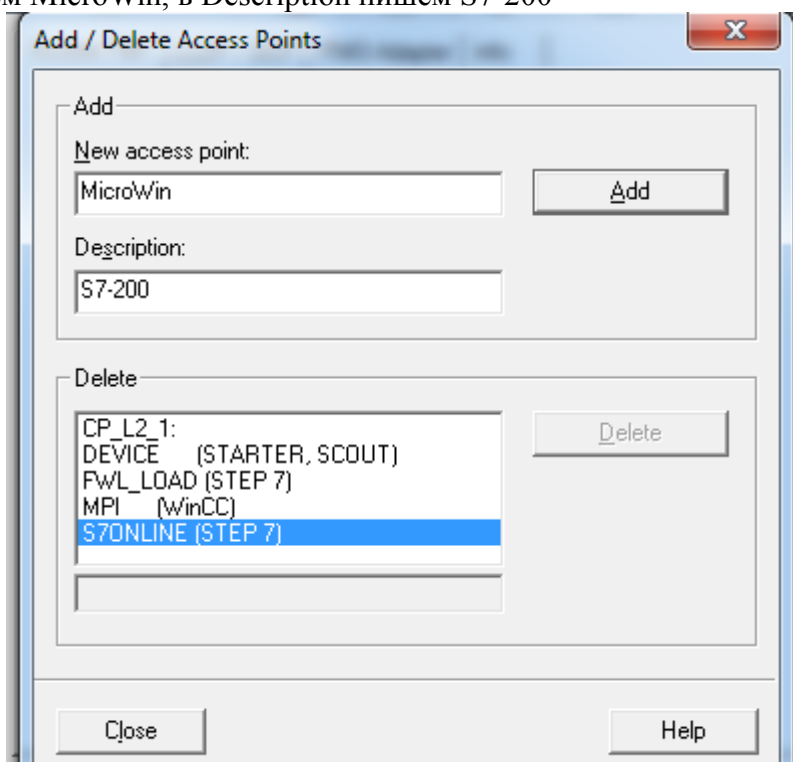 м MicroWin, в Description пишем S7-200
Add / Delete Access Points
Add
New access point:
MicroWin
Add
Description:
S7-200
Delete
CP_L2_1:
DEVICE (STARTER, SCOUT)
FWL_LOAD (STEP 7)
MPI (WinCC)
S7ONLINE (STEP 7)
Delete
Close
Help